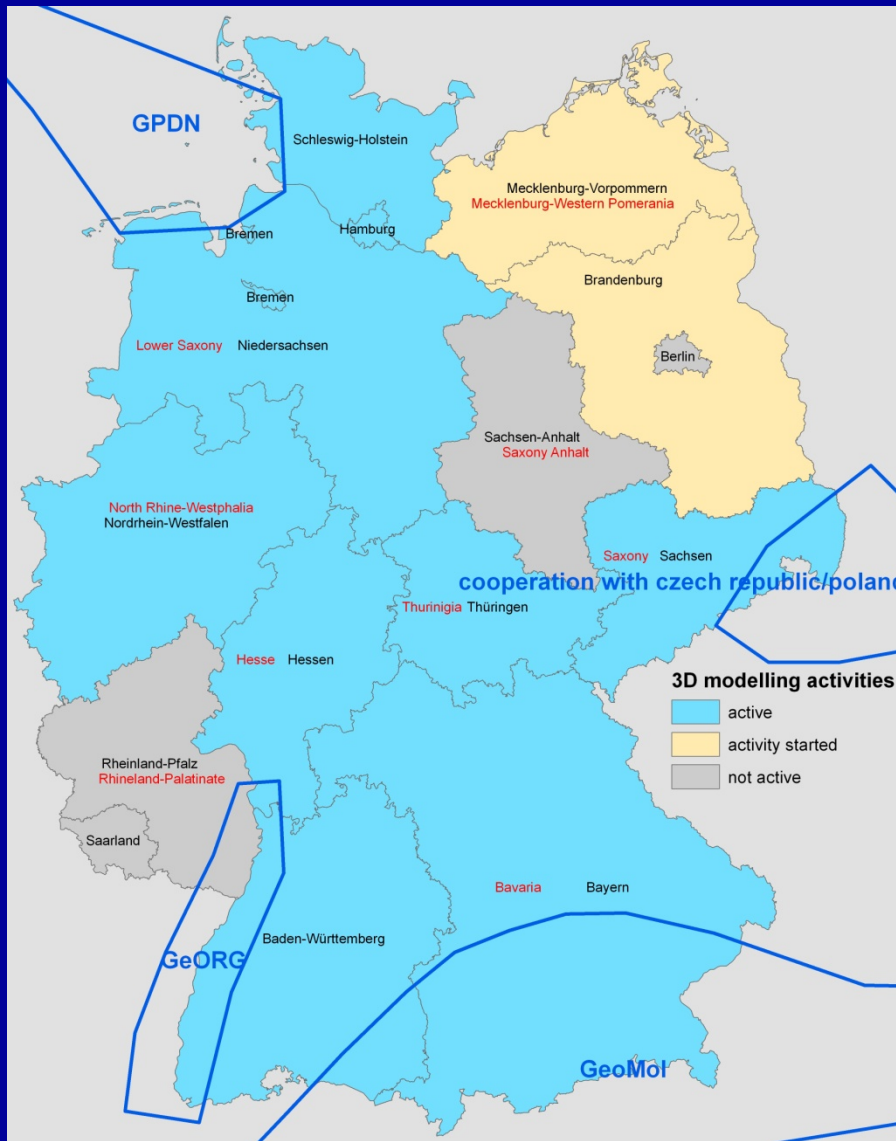 GPDN
Schleswig-Holstein
Mecklenburg-Vorpommern
Mecklenburg-Western Pomerania
Bremen
Hamburg
Brandenburg
Bremen
Lower Saxony Niedersachsen
Berlin
Sachsen-Anhalt
Saxony Anhalt
North Rhine-Westphalia
Nordrhein-Westfalen
Saxony Sachsen
cooperation with czech republic/poland
Thurinigia Thüringen
Hesse Hessen
3D modelling activities
active
activity started
not active
Rheinland-Pfalz
Rhineland-Palatinate
Saarland
Bavaria Bayern
Baden-Württemberg
GeORG
GeoMol